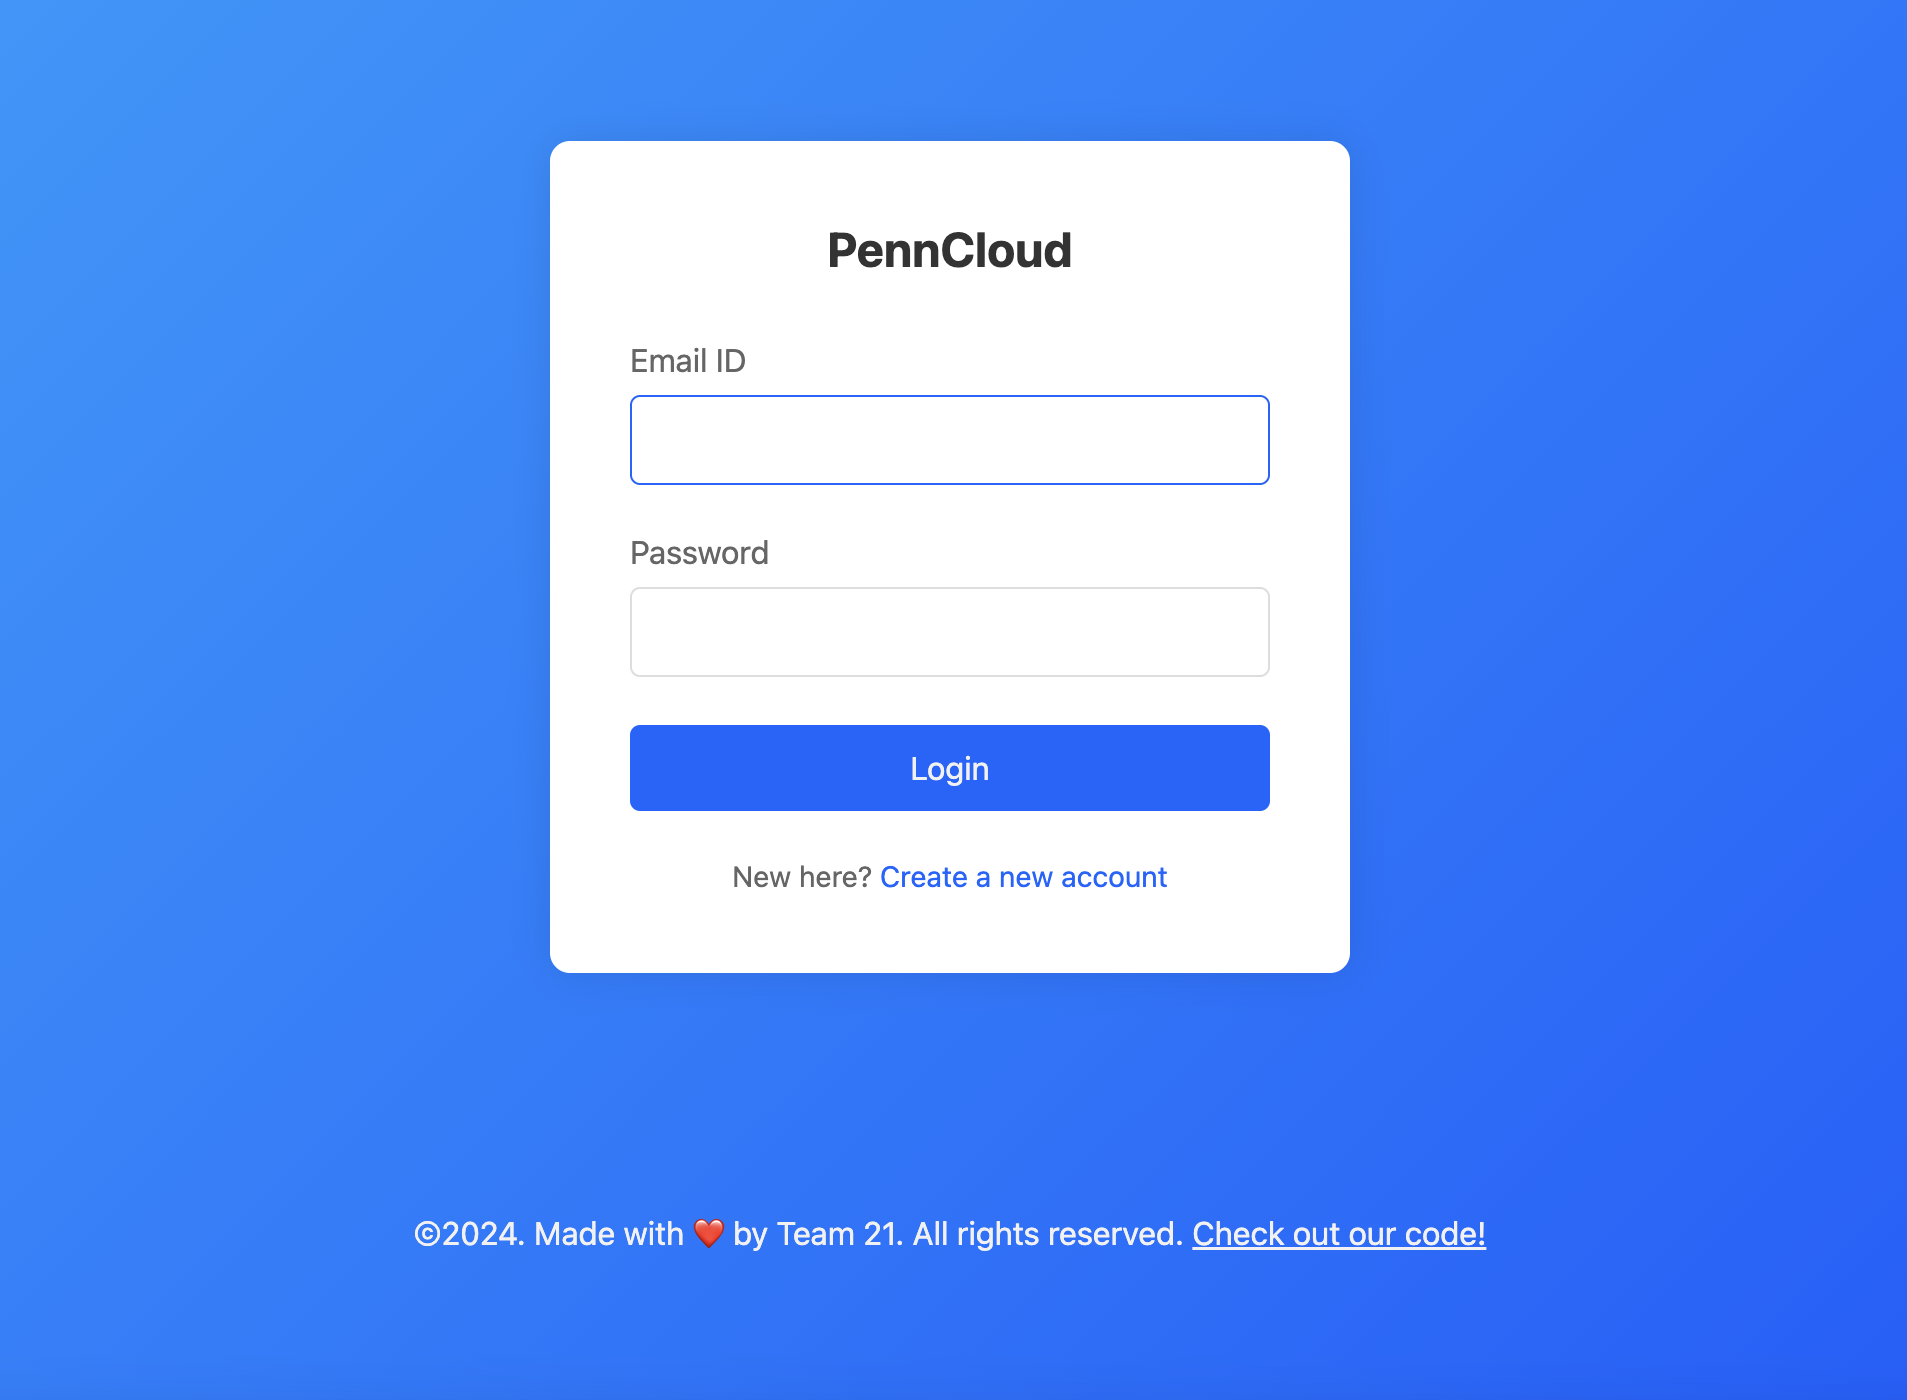 PennCloud
Email ID
Password
Login
New here? Create a new account
©2024. Made with ❤️ by Team 21. All rights reserved. Check out our code!